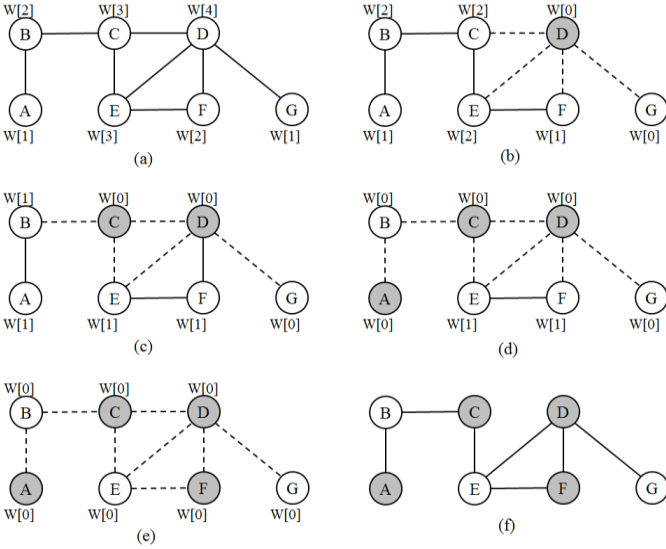 W[2] W[3] W[4]
B C D
A E F G
W[1] W[3] W[2] W[1]
(a)
W[2] W[2] W[0]
B C D
A E F G
W[1] W[2] W[1] W[0]
(b)
W[1] W[0] W[0]
B C D
A E F G
W[1] W[1] W[1] W[0]
(c)
W[0] W[0] W[0]
B C D
A E F G
W[0] W[1] W[1] W[0]
(d)
W[0] W[0] W[0]
B C D
A E F G
W[0] W[0] W[0] W[0]
(e)
B C D
A E F G
(f)